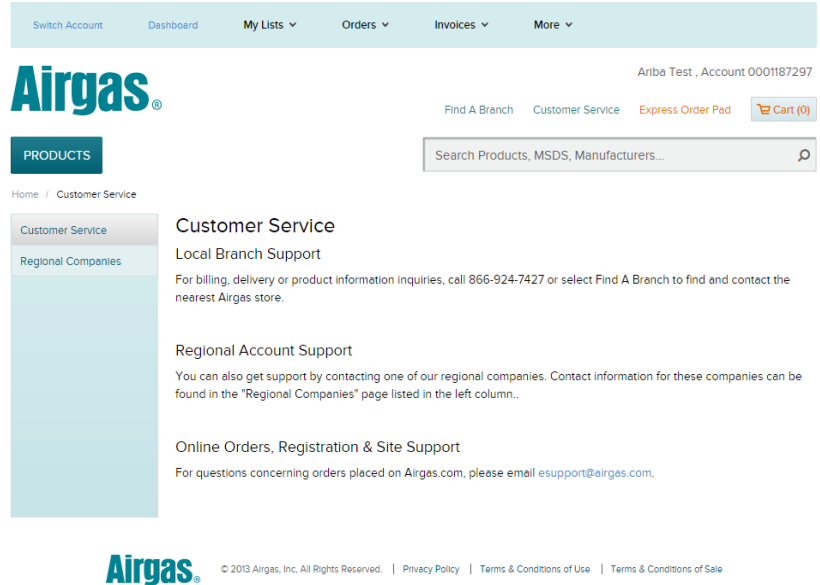 Switch Account Dashboard My Lists Orders Invoices More
Ariba Test , Account 0001187297
Airgas®
Find A Branch Customer Service Express Order Pad Cart (0)
PRODUCTS Search Products, MSDS, Manufacturers...
Home / Customer Service
Customer Service
Regional Companies
Customer Service
Local Branch Support
For billing, delivery or product information inquiries, call 866-924-7427 or select Find A Branch to find and contact the
nearest Airgas store.
Regional Account Support
You can also get support by contacting one of our regional companies. Contact information for these companies can be
found in the "Regional Companies" page listed in the left column..
Online Orders, Registration & Site Support
For questions concerning orders placed on Airgas.com, please email esupport@airgas.com.
Airgas® © 2013 Airgas, Inc, All Rights Reserved. | Privacy Policy | Terms & Conditions of Use | Terms & Conditions of Sale